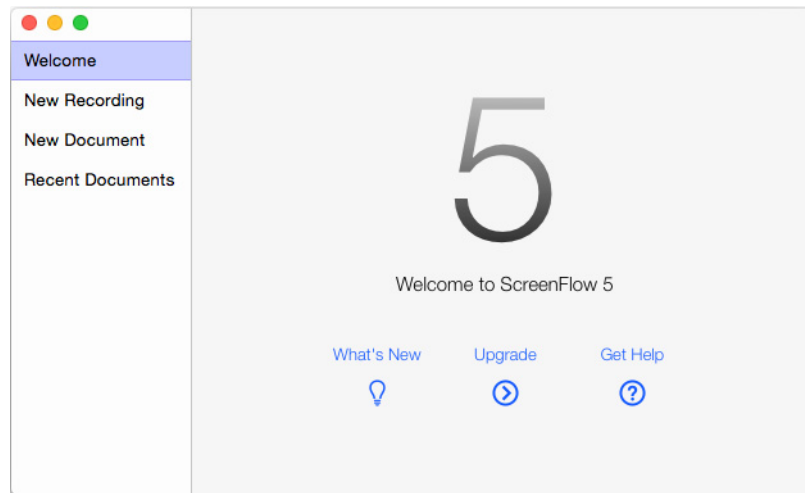 Welcome
New Recording
New Document
Recent Documents
5
Welcome to ScreenFlow 5
What's New
Upgrade
Get Help